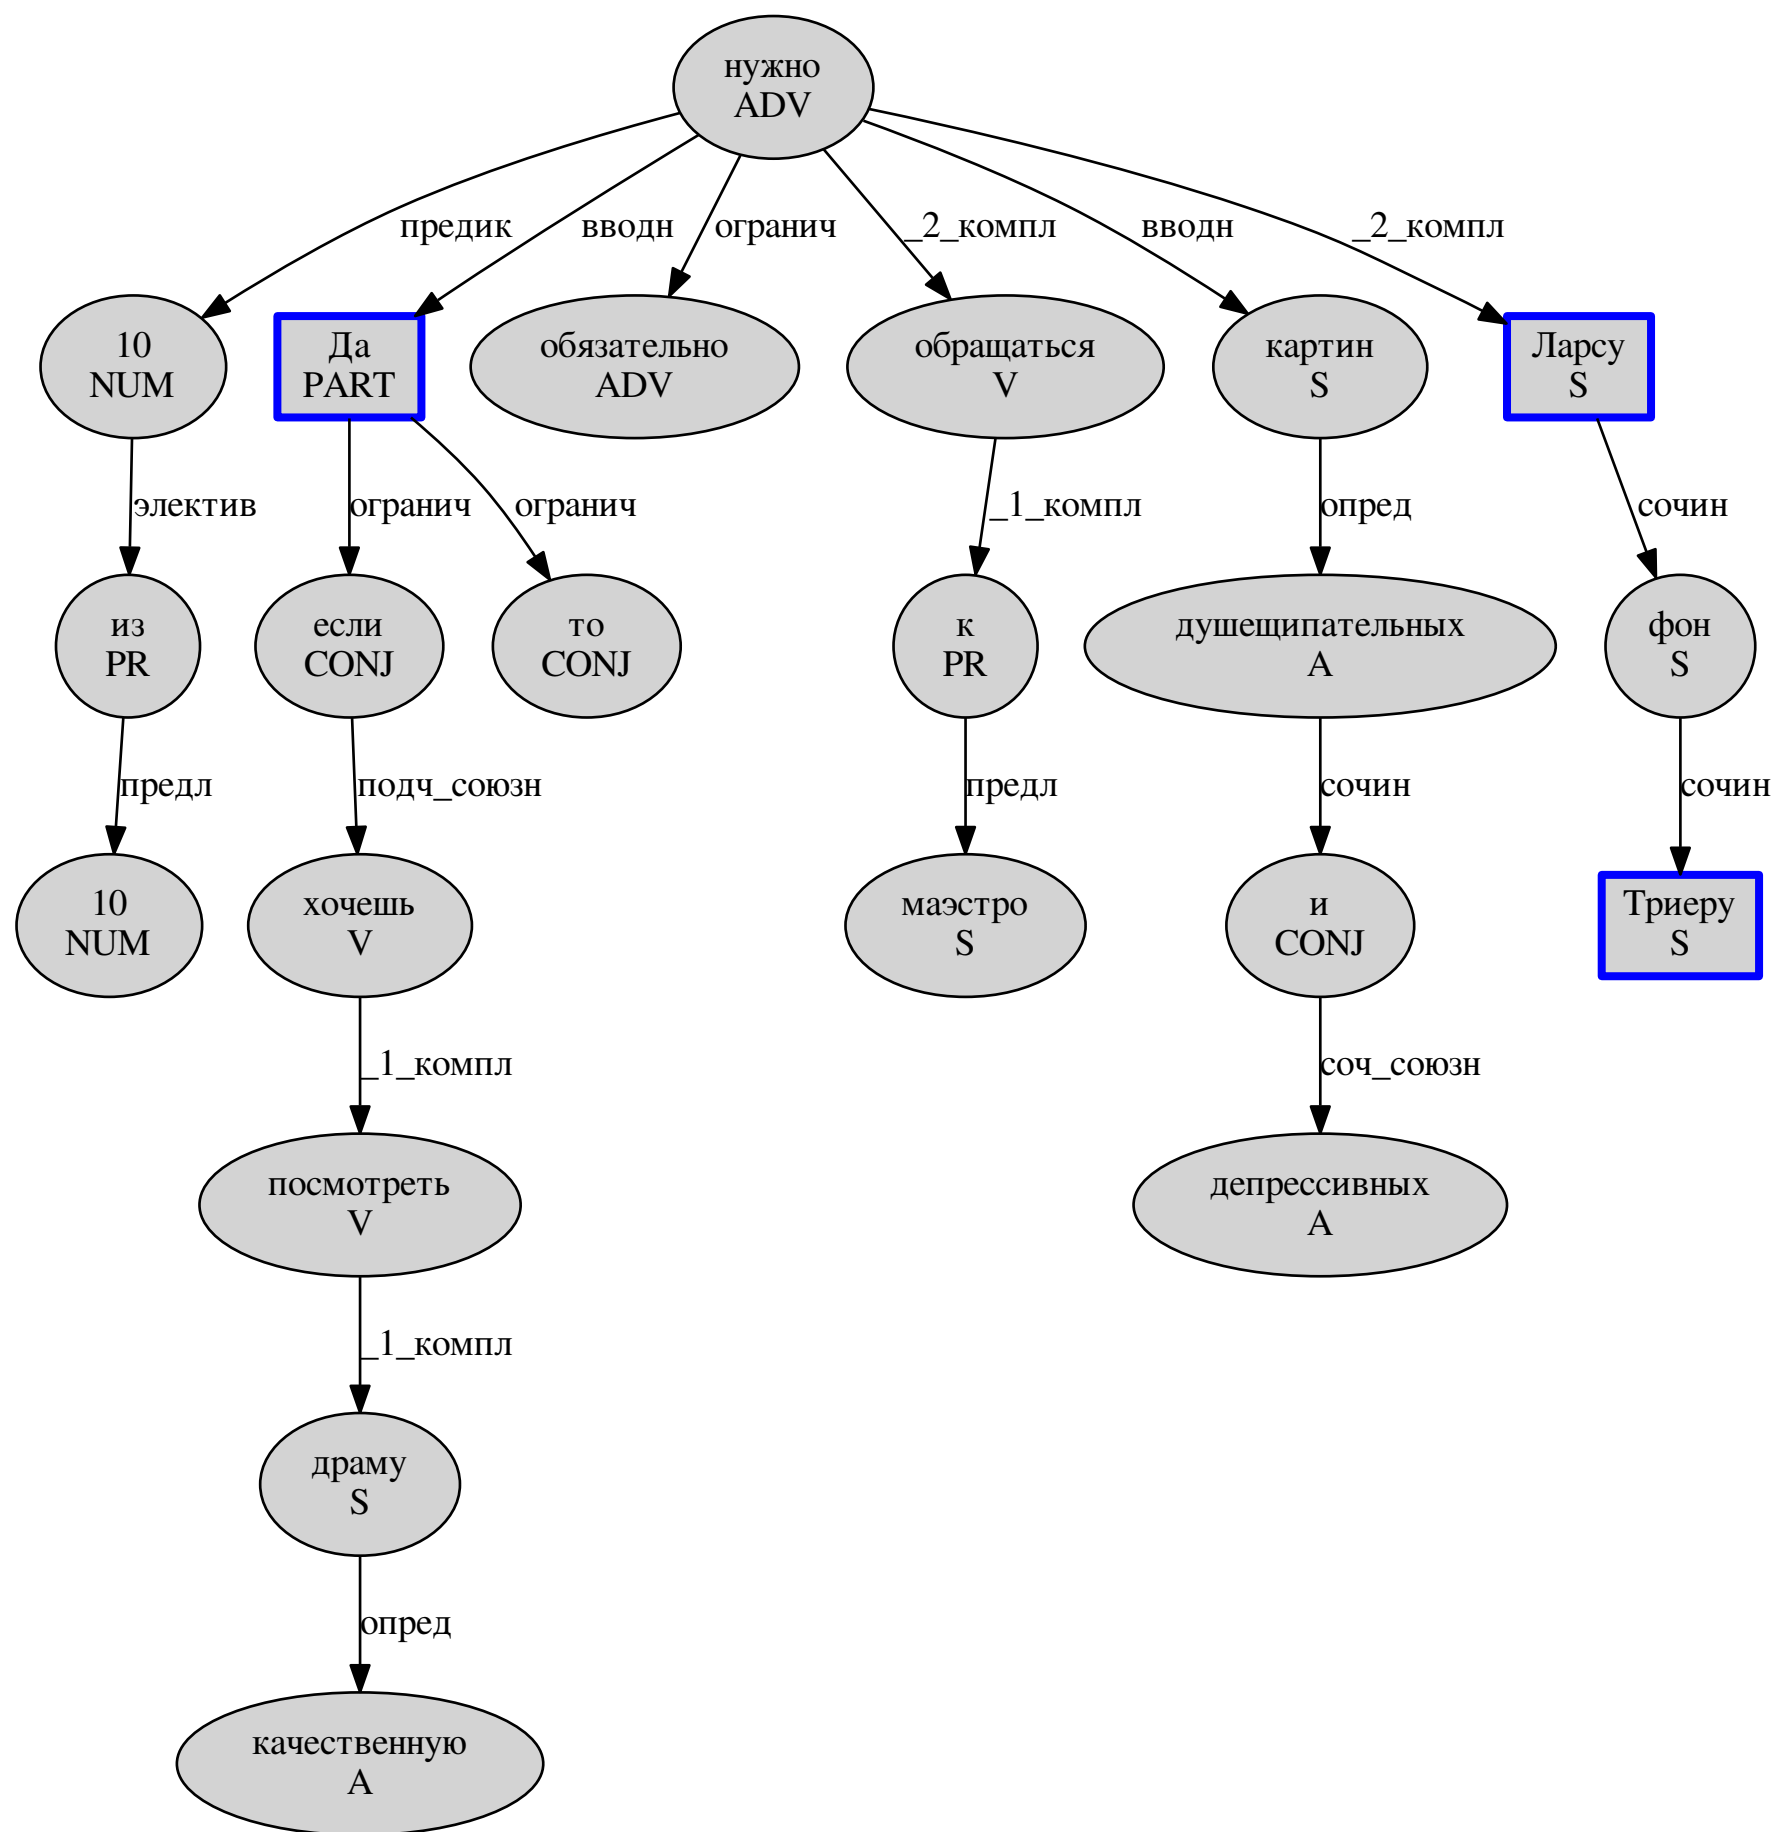 нужно
ADV
предик
вводн
огранич
_2_компл
вводн
_2_компл
10
NUM
Да
PART
обязательно
ADV
обращаться
V
картин
S
Ларсу
S
электив
огранич
огранич
_1_компл
опред
сочин
из
PR
если
CONJ
то
CONJ
к
PR
душещипательных
A
фон
S
предл
подч_союзн
предл
сочин
сочин
10
NUM
хочешь
V
маэстро
S
и
CONJ
Триеру
S
_1_компл
соч_союзн
посмотреть
V
депрессивных
A
_1_компл
драму
S
опред
качественную
A